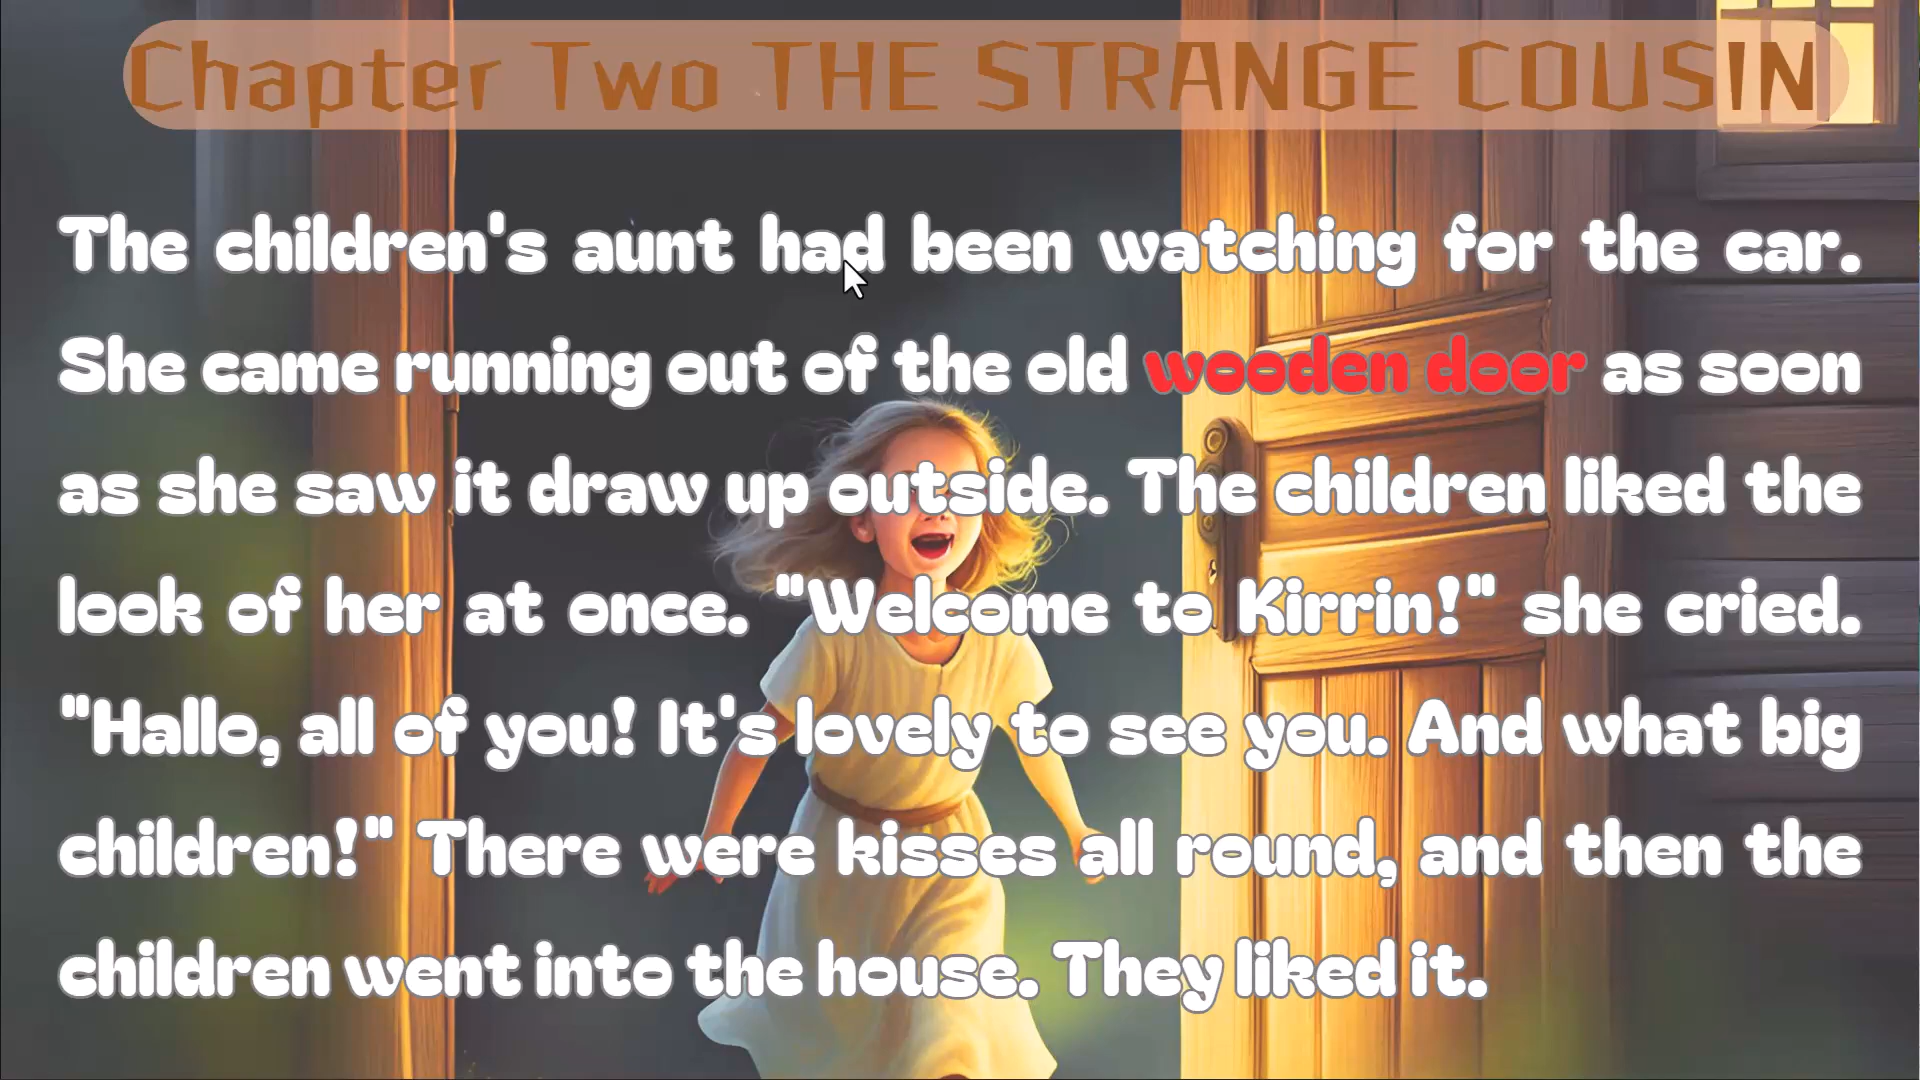 Chapter Two THE STRANGE COUSIN
The children's aunt had been watching for the car.
She came running out of the old wooden door as soon
as she saw it draw up outside. The children liked the
look of her at once. "Welcome to Kirrin!" she cried.
"Hallo, all of you! It's lovely to see you. And what big
children!" There were kisses all round, and then the
children went into the house. They liked it.